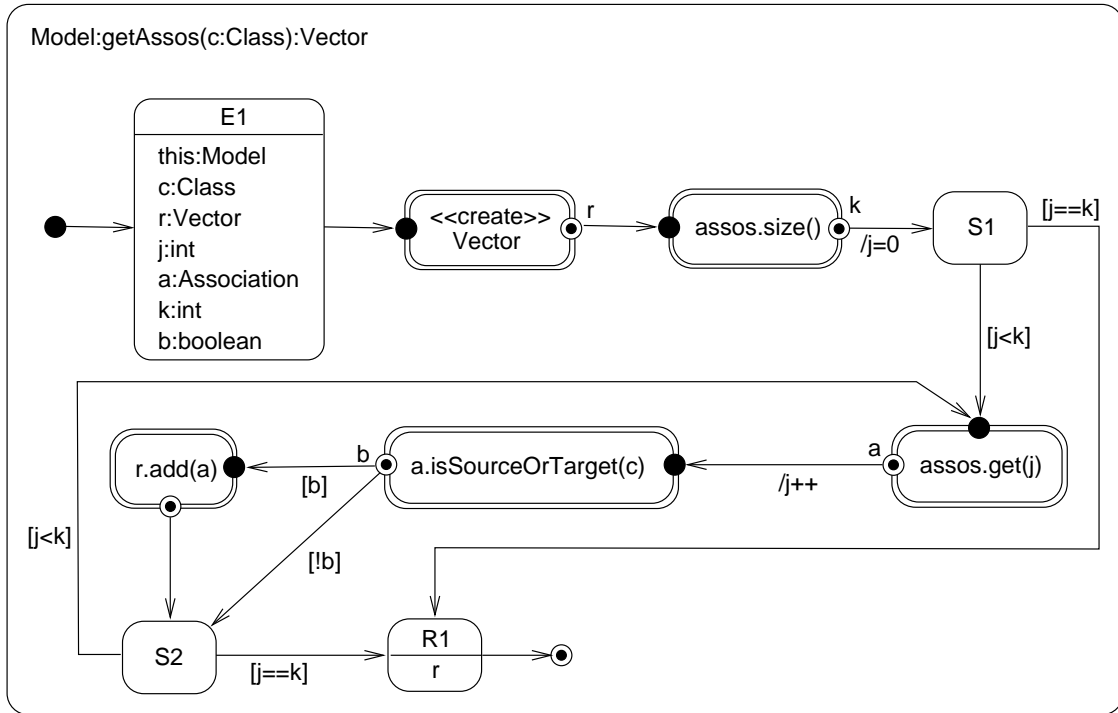 Model:getAssos(c:Class):Vector
E1
this:Model
c:Class
r:Vector
j:int
a:Association
k:int
b:boolean
<<create>>
Vector
r
assos.size()
k
/j=0
S1
[j==k]
[j<k]
r.add(a)
b
[b]
a.isSourceOrTarget(c)
a
/j++
assos.get(j)
[j<k]
[!b]
S2
[j==k]
R1
r